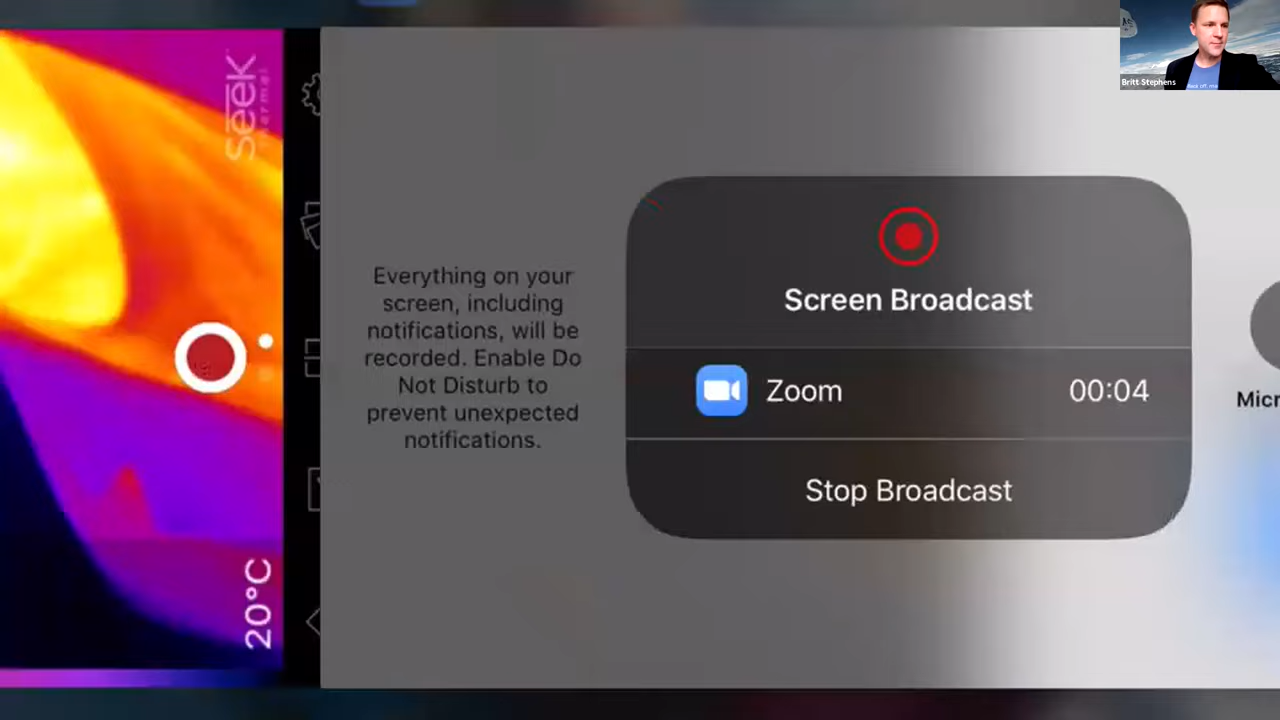 Britt Stephens
seek
thermal
Everything on your
screen, including
notifications, will be
recorded. Enable Do
Not Disturb to
prevent unexpected
notifications.
Screen Broadcast
Zoom 00:04
Stop Broadcast
Micr
20°C